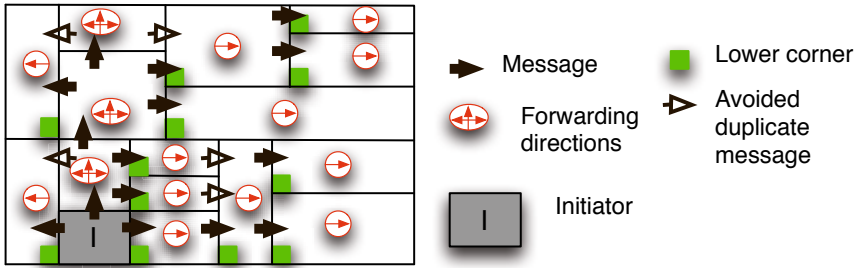 Message
Lower corner
Forwarding
directions
Avoided
duplicate
message
Initiator
I
I